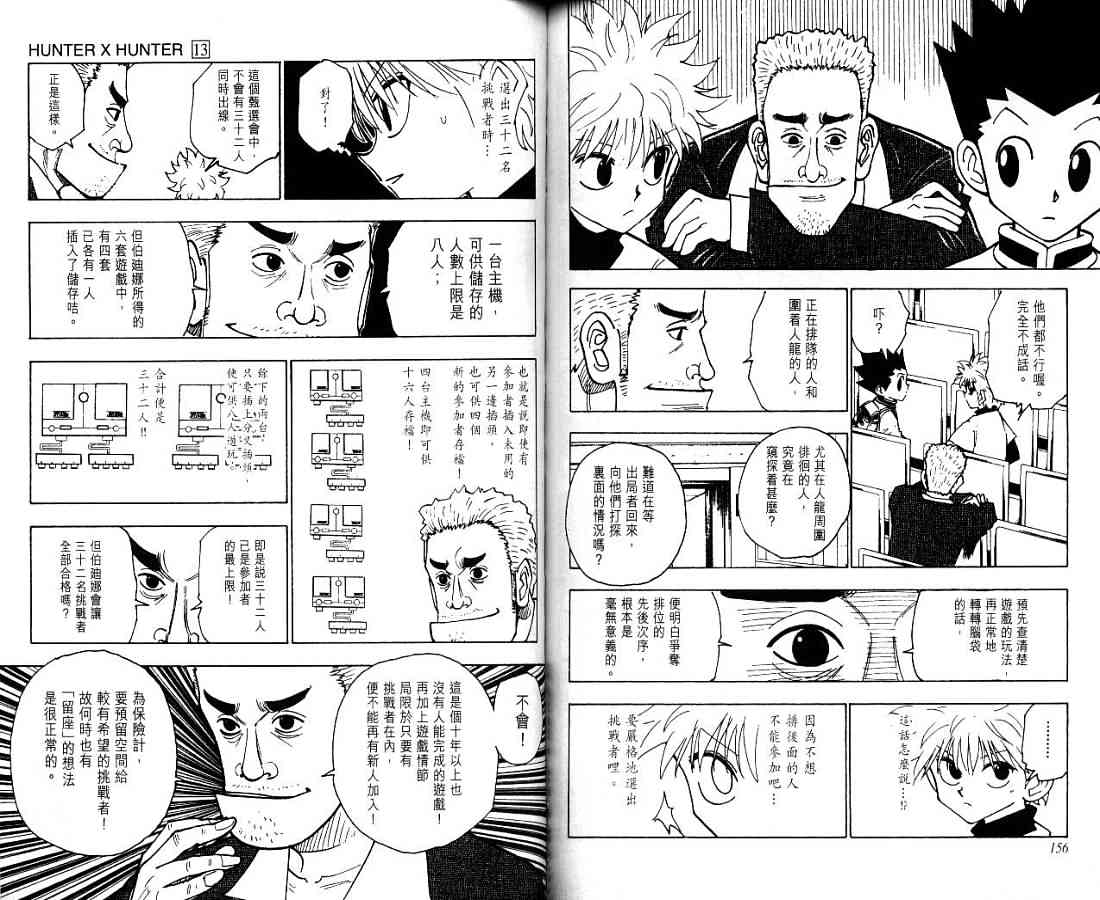 他們都不行喔
完全不成話。
吓？
正在排隊的人和
圍着人龍的人，
尤其在人龍周圍
徘徊的人，
究竟在
窺探着甚麼？
難道在等
出局者回來，
向他們打探
裏面的情況嗎？
預先查清楚
遊戲的玩法，
再正常地
轉轉腦袋
的話，
便明白爭奪
排位的
先後次序，
根本是
毫無意義的。
………
這話怎麼說…!?
因為不想
排後面的人
不能參加吧…
要嚴格地選出
挑戰者哩。
156
HUNTER X HUNTER 13
選出三十二名
挑戰者時…
對了！
這個甄選會中，
不會有三十二人
同時出線。
正是這樣。
一台主機，
可供儲存的
人數上限是
八人；
但伯迪娜所得的
六套遊戲中，
有四套
已各有一人
插入了儲存咭。
也就是說即使有
參加者插入未用的
另一邊插頭，
也可供四個
新的參加者存檔！
四台主機即可供
十六人存檔！
餘下的兩台！
只要插上分叉插頭，
便可供八人遊玩，
合計便是
三十二人!!
即是說三十二人
已是參加者
的最上限！
但伯迪娜會讓
三十二名挑戰者
全部合格嗎？
不會！
這是個十年以上也
沒有人能完成的遊戲！
再加上遊戲情節
局限於只要有
挑戰者在內，
便不能再有新人加入！
為保險計，
要預留空間給
較有希望的挑戰者！
故何時也有
「留座」的想法
是很正常的。